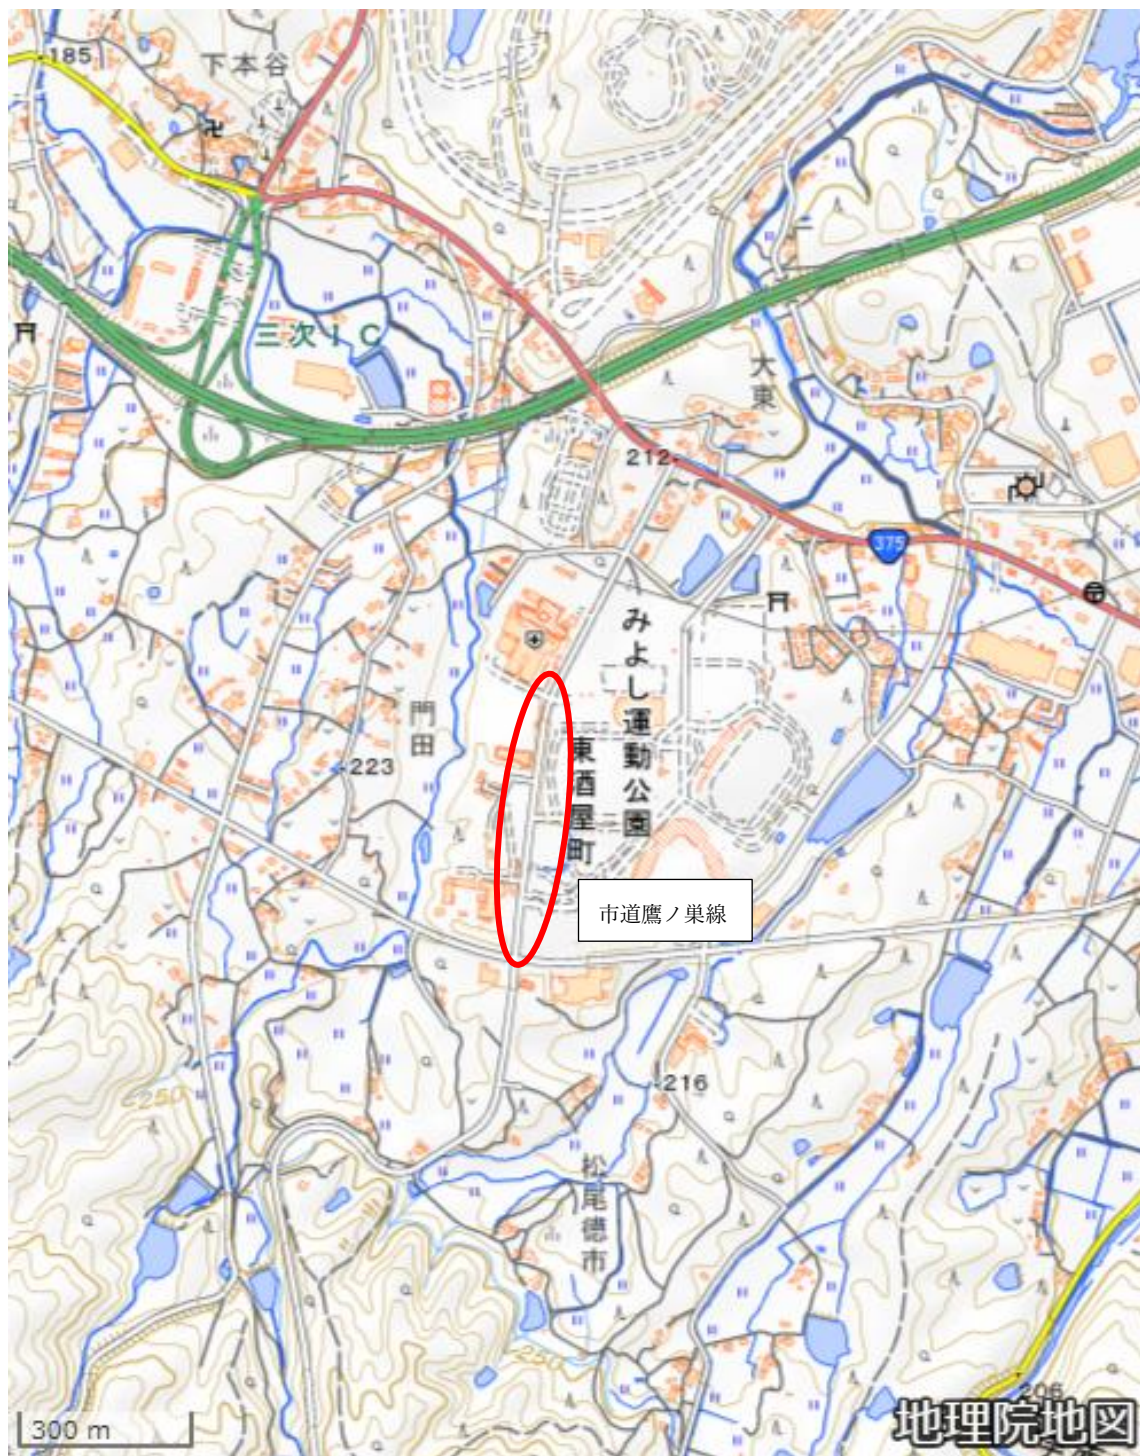 185
下本谷
三次IC
大東
212
375
みよし運動公園
門田
東酒屋町
223
市道鷹ノ巣線
250
216
松尾徳市
250
206
300 m
地理院地図